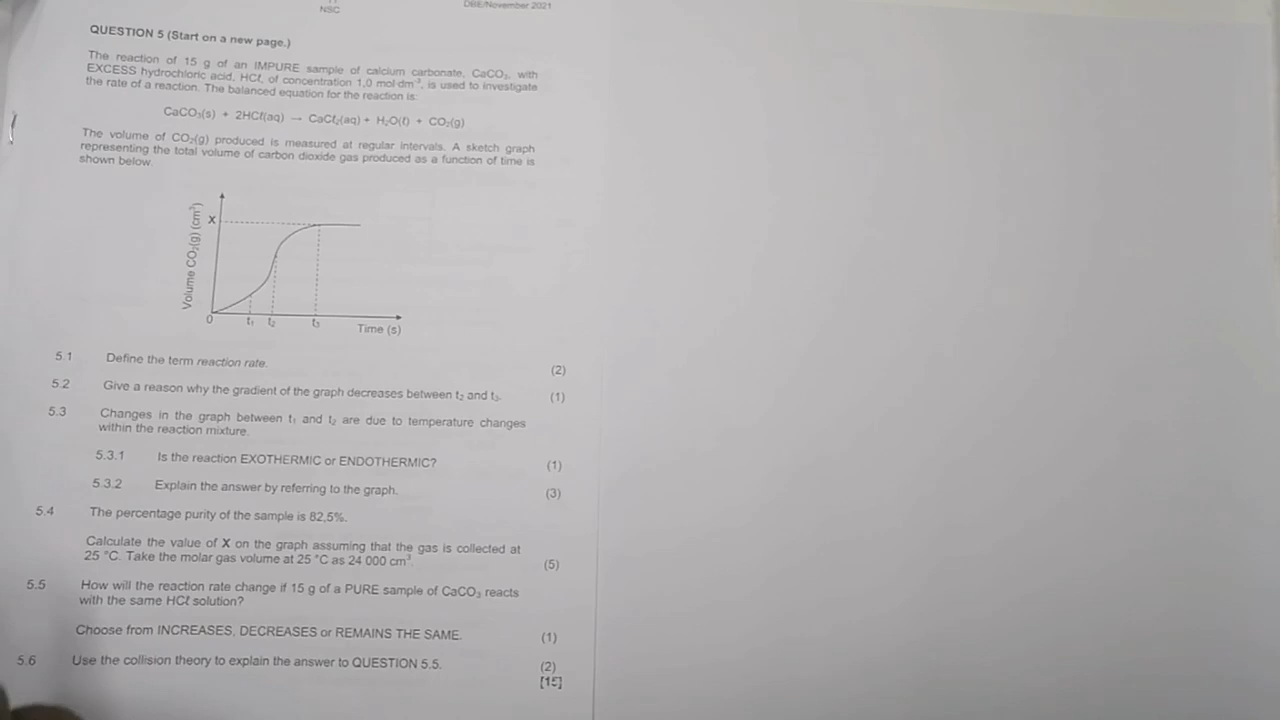 NSC
DBE/November 2021
QUESTION 5 (Start on a new page.)
The reaction of 15 g of an IMPURE sample of calcium carbonate, CaCO₃, with
EXCESS hydrochloric acid, HCℓ, of concentration 1,0 mol·dm⁻³, is used to investigate
the rate of a reaction. The balanced equation for the reaction is:
CaCO₃(s) + 2HCℓ(aq) → CaCℓ₂(aq) + H₂O(ℓ) + CO₂(g)
The volume of CO₂(g) produced is measured at regular intervals. A sketch graph
representing the total volume of carbon dioxide gas produced as a function of time is
shown below.
Volume CO₂(g) (cm³)
X
0 t₁ t₂ t₃
Time (s)
5.1 Define the term reaction rate. (2)
5.2 Give a reason why the gradient of the graph decreases between t₂ and t₃. (1)
5.3 Changes in the graph between t₁ and t₂ are due to temperature changes
within the reaction mixture.
5.3.1 Is the reaction EXOTHERMIC or ENDOTHERMIC? (1)
5.3.2 Explain the answer by referring to the graph. (3)
5.4 The percentage purity of the sample is 82,5%.
Calculate the value of X on the graph assuming that the gas is collected at
25 °C. Take the molar gas volume at 25 °C as 24 000 cm³. (5)
5.5 How will the reaction rate change if 15 g of a PURE sample of CaCO₃ reacts
with the same HCℓ solution?
Choose from INCREASES, DECREASES or REMAINS THE SAME. (1)
5.6 Use the collision theory to explain the answer to QUESTION 5.5. (2)
[15]